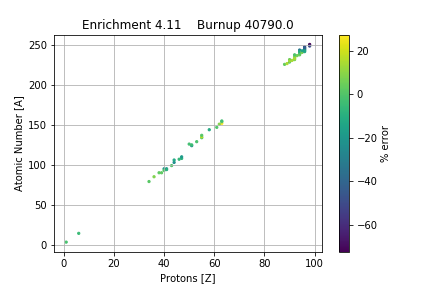 Enrichment 4.11 Burnup 40790.0
250
200
150
100
50
0
Atomic Number [A]
0 20 40 60 80 100
Protons [Z]
20
0
−20
−40
−60
% error